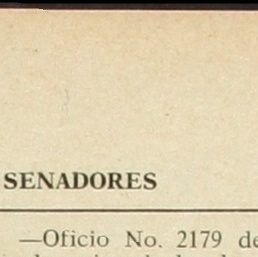 SENADORES
—Oficio No. 2179 de